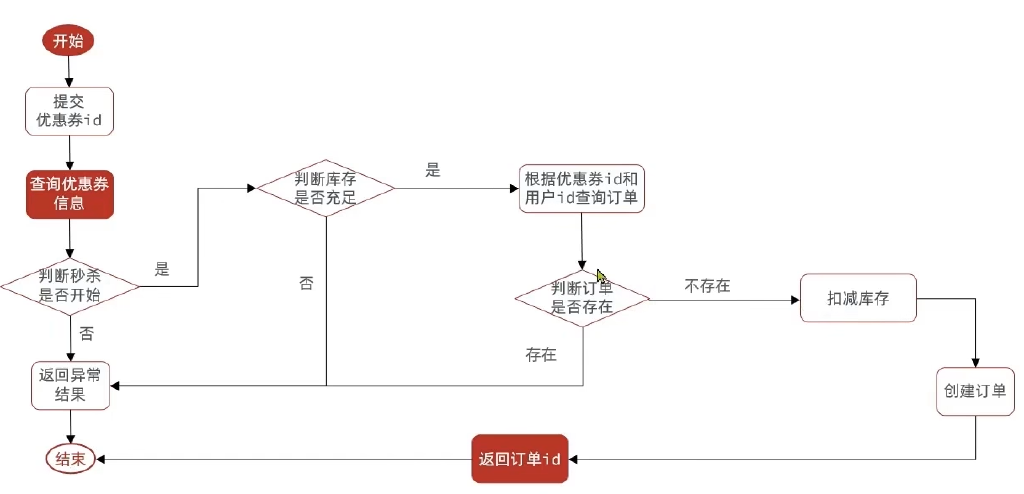 开始
提交
优惠券id
查询优惠券
信息
判断秒杀
是否开始
是
否
判断库存
是否充足
是
否
根据优惠券id和
用户id查询订单
判断订单
是否存在
不存在
存在
扣减库存
创建订单
返回异常
结果
返回订单id
结束